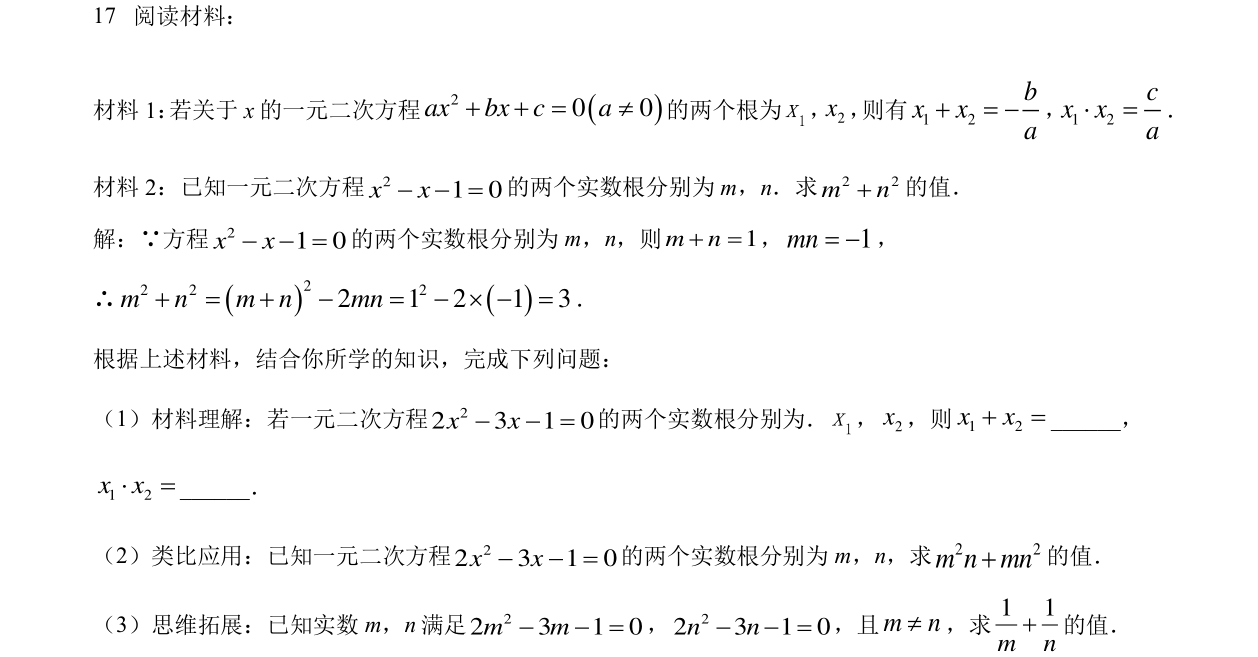 17 阅读材料：
材料 1：若关于 x 的一元二次方程 ax² + bx + c = 0(a ≠ 0) 的两个根为 x₁，x₂，则有 x₁ + x₂ = −b/a，x₁ · x₂ = c/a．
材料 2：已知一元二次方程 x² − x − 1 = 0 的两个实数根分别为 m，n．求 m² + n² 的值．
解：∵方程 x² − x − 1 = 0 的两个实数根分别为 m，n，则 m + n = 1，mn = −1，
∴ m² + n² = (m + n)² − 2mn = 1² − 2×(−1) = 3．
根据上述材料，结合你所学的知识，完成下列问题：
（1）材料理解：若一元二次方程 2x² − 3x − 1 = 0 的两个实数根分别为．x₁，x₂，则 x₁ + x₂ = ______，
x₁ · x₂ = ______．
（2）类比应用：已知一元二次方程 2x² − 3x − 1 = 0 的两个实数根分别为 m，n，求 m²n + mn² 的值．
（3）思维拓展：已知实数 m，n 满足 2m² − 3m − 1 = 0，2n² − 3n − 1 = 0，且 m ≠ n，求 1/m + 1/n 的值．